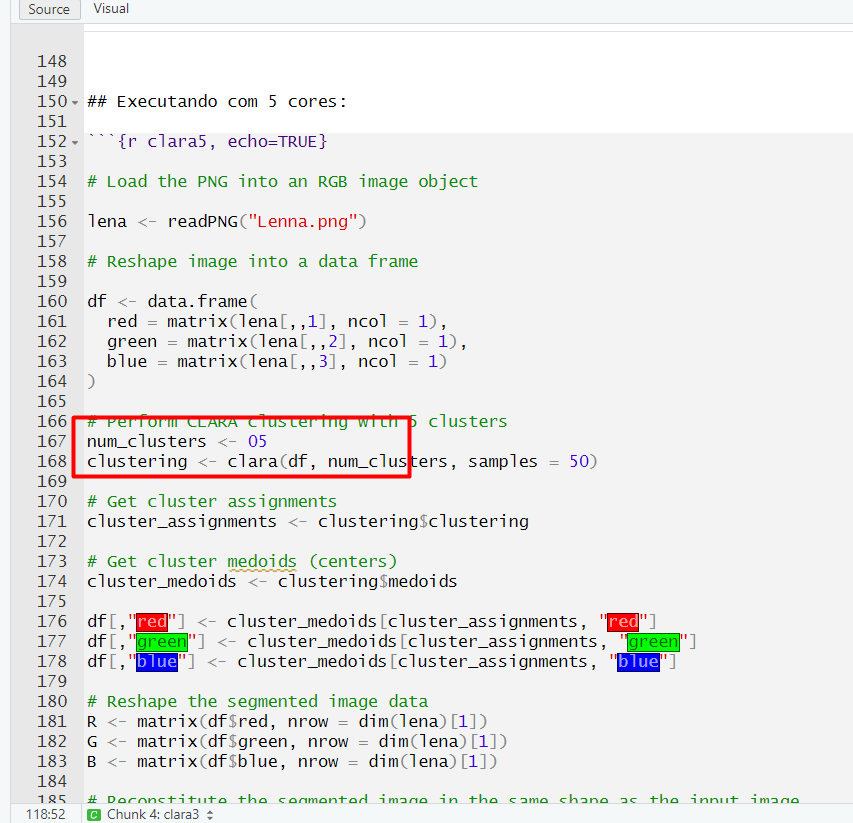 Source Visual
148
149
150 ## Executando com 5 cores:
151
152 ```{r clara5, echo=TRUE}
153
154 # Load the PNG into an RGB image object
155
156 lena <- readPNG("Lenna.png")
157
158 # Reshape image into a data frame
159
160 df <- data.frame(
161   red = matrix(lena[,,1], ncol = 1),
162   green = matrix(lena[,,2], ncol = 1),
163   blue = matrix(lena[,,3], ncol = 1)
164 )
165
166 # Perform CLARA clustering with 5 clusters
167 num_clusters <- 05
168 clustering <- clara(df, num_clusters, samples = 50)
169
170 # Get cluster assignments
171 cluster_assignments <- clustering$clustering
172
173 # Get cluster medoids (centers)
174 cluster_medoids <- clustering$medoids
175
176 df[,"red"] <- cluster_medoids[cluster_assignments, "red"]
177 df[,"green"] <- cluster_medoids[cluster_assignments, "green"]
178 df[,"blue"] <- cluster_medoids[cluster_assignments, "blue"]
179
180 # Reshape the segmented image data
181 R <- matrix(df$red, nrow = dim(lena)[1])
182 G <- matrix(df$green, nrow = dim(lena)[1])
183 B <- matrix(df$blue, nrow = dim(lena)[1])
184
185 # Reconstitute the segmented image in the same shape as the input image
118:52 C Chunk 4: clara3